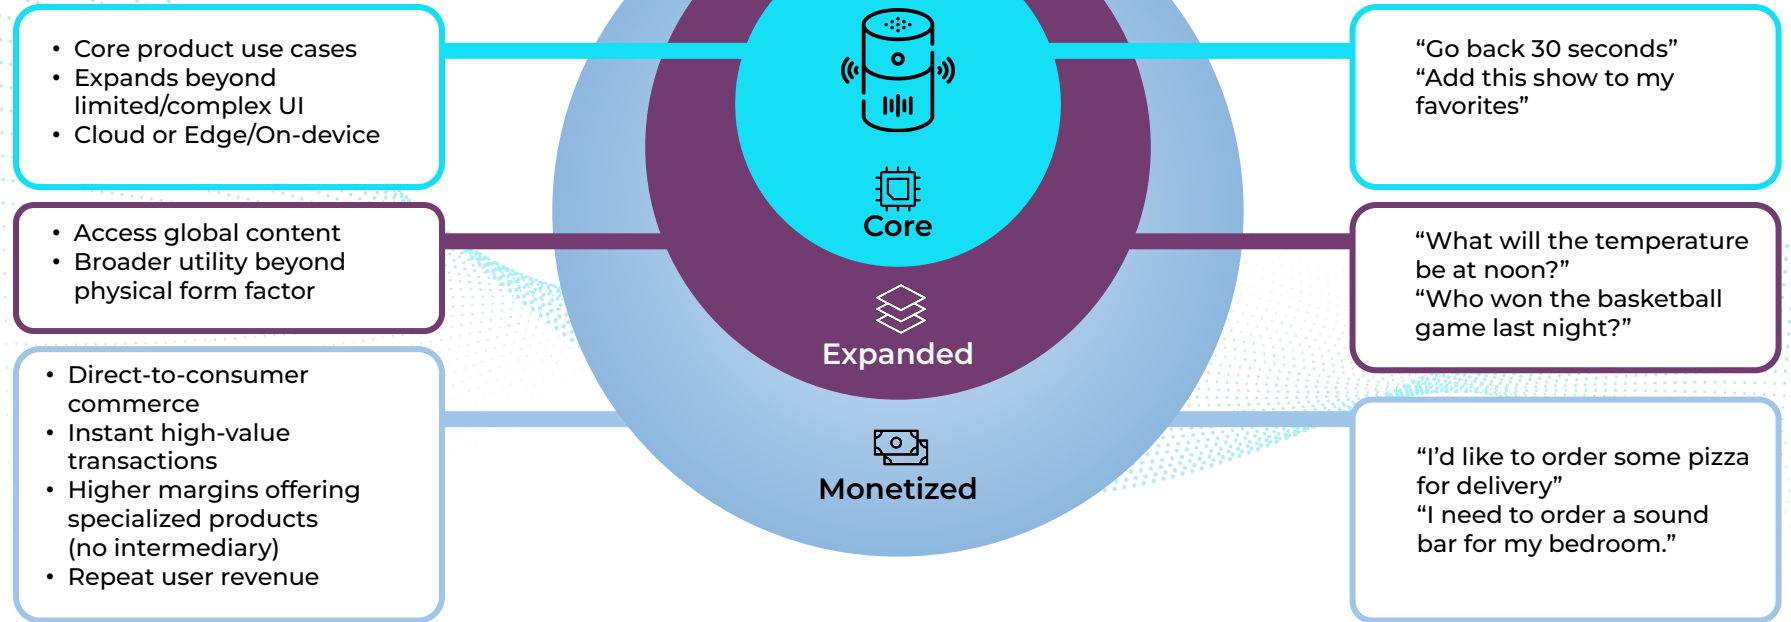 • Core product use cases
• Expands beyond
limited/complex UI
• Cloud or Edge/On-device
“Go back 30 seconds”
“Add this show to my
favorites”
Core
• Access global content
• Broader utility beyond
physical form factor
“What will the temperature
be at noon?”
“Who won the basketball
game last night?”
Expanded
• Direct-to-consumer
commerce
• Instant high-value
transactions
• Higher margins offering
specialized products
(no intermediary)
• Repeat user revenue
Monetized
“I’d like to order some pizza
for delivery”
“I need to order a sound
bar for my bedroom.”